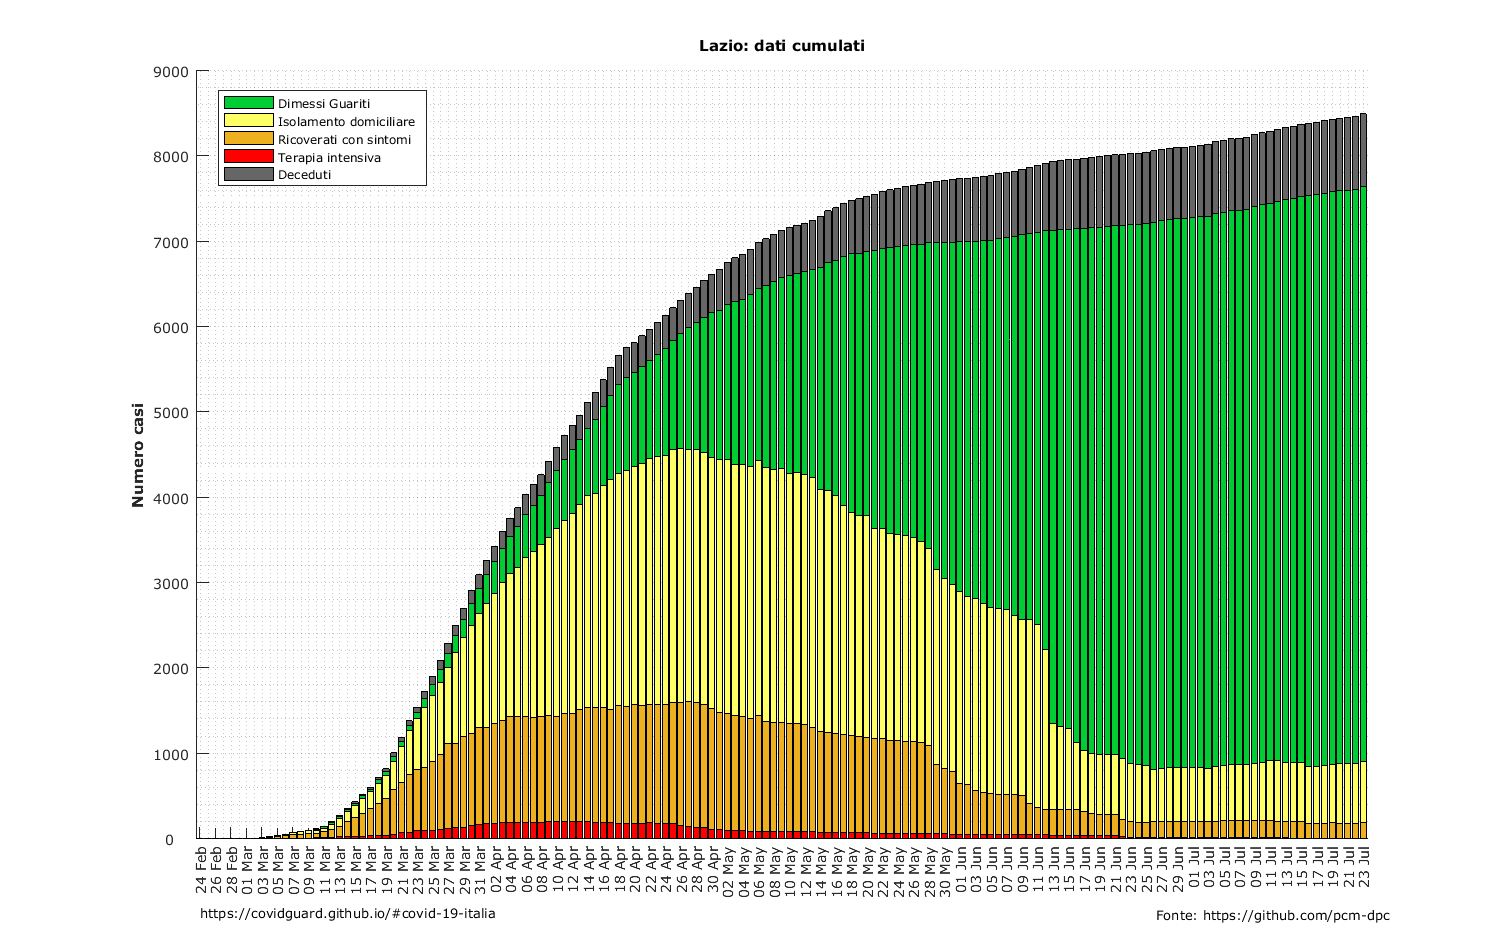 Lazio: dati cumulati
Numero casi
9000
8000
7000
6000
5000
4000
3000
2000
1000
0
Dimessi Guariti
Isolamento domiciliare
Ricoverati con sintomi
Terapia intensiva
Deceduti
24 Feb
26 Feb
28 Feb
01 Mar
03 Mar
05 Mar
07 Mar
09 Mar
11 Mar
13 Mar
15 Mar
17 Mar
19 Mar
21 Mar
23 Mar
25 Mar
27 Mar
29 Mar
31 Mar
02 Apr
04 Apr
06 Apr
08 Apr
10 Apr
12 Apr
14 Apr
16 Apr
18 Apr
20 Apr
22 Apr
24 Apr
26 Apr
28 Apr
30 Apr
02 May
04 May
06 May
08 May
10 May
12 May
14 May
16 May
18 May
20 May
22 May
24 May
26 May
28 May
30 May
01 Jun
03 Jun
05 Jun
07 Jun
09 Jun
11 Jun
13 Jun
15 Jun
17 Jun
19 Jun
21 Jun
23 Jun
25 Jun
27 Jun
29 Jun
01 Jul
03 Jul
05 Jul
07 Jul
09 Jul
11 Jul
13 Jul
15 Jul
17 Jul
19 Jul
21 Jul
23 Jul
https://covidguard.github.io/#covid-19-italia
Fonte: https://github.com/pcm-dpc